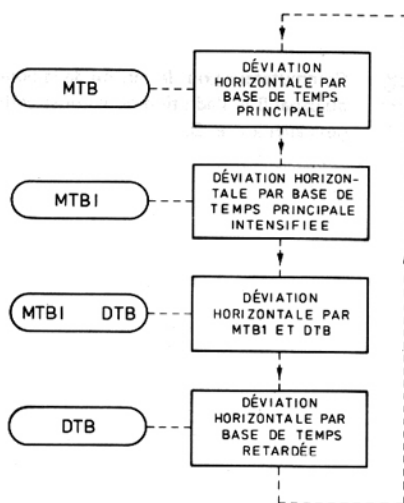 MTB
DÉVIATION
HORIZONTALE PAR
BASE DE TEMPS
PRINCIPALE
MTBI
DÉVIATION HORIZON-
TALE PAR BASE DE
TEMPS PRINCIPALE
INTENSIFIEE
MTBI DTB
DÉVIATION
HORIZONTALE PAR
MTB1 ET DTB
DTB
DÉVIATION
HORIZONTALE PAR
BASE DE TEMPS
RETARDÉE